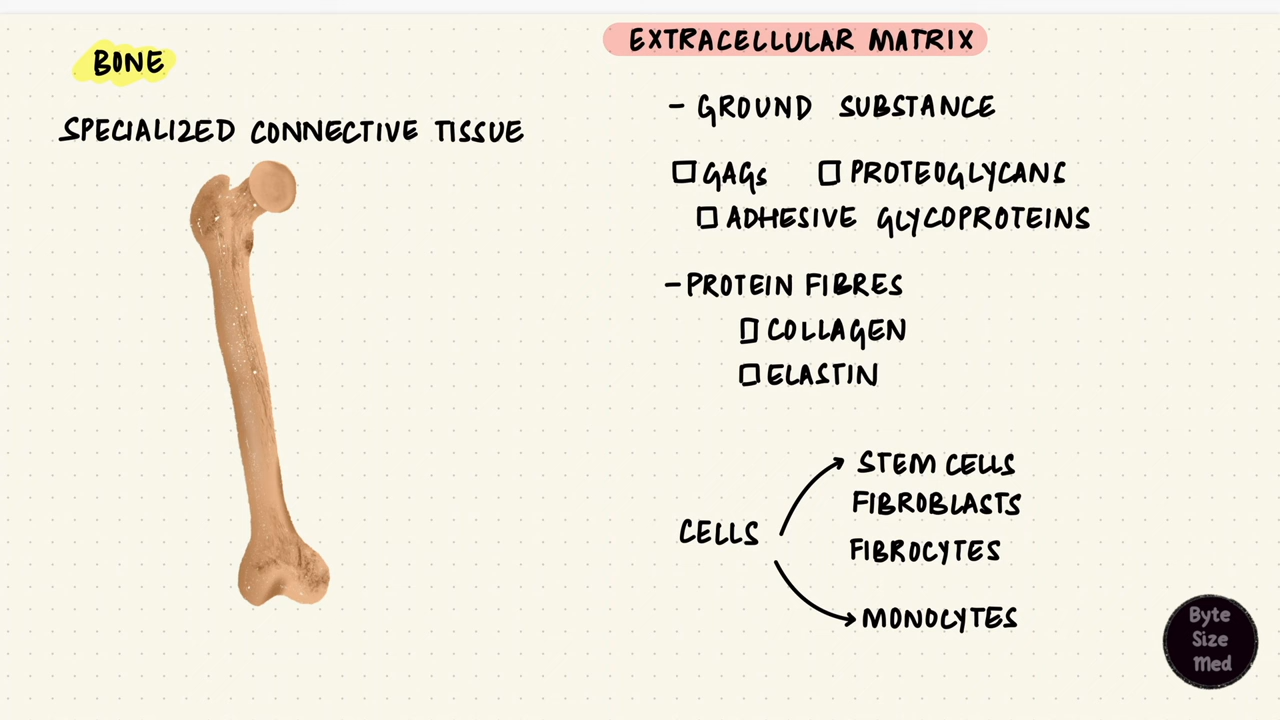 BONE
SPECIALIZED CONNECTIVE TISSUE
EXTRACELLULAR MATRIX
- GROUND SUBSTANCE
□ GAGs □ PROTEOGLYCANS
□ ADHESIVE GLYCOPROTEINS
- PROTEIN FIBRES
□ COLLAGEN
□ ELASTIN
CELLS
STEM CELLS
FIBROBLASTS
FIBROCYTES
MONOCYTES
Byte
Size
Med